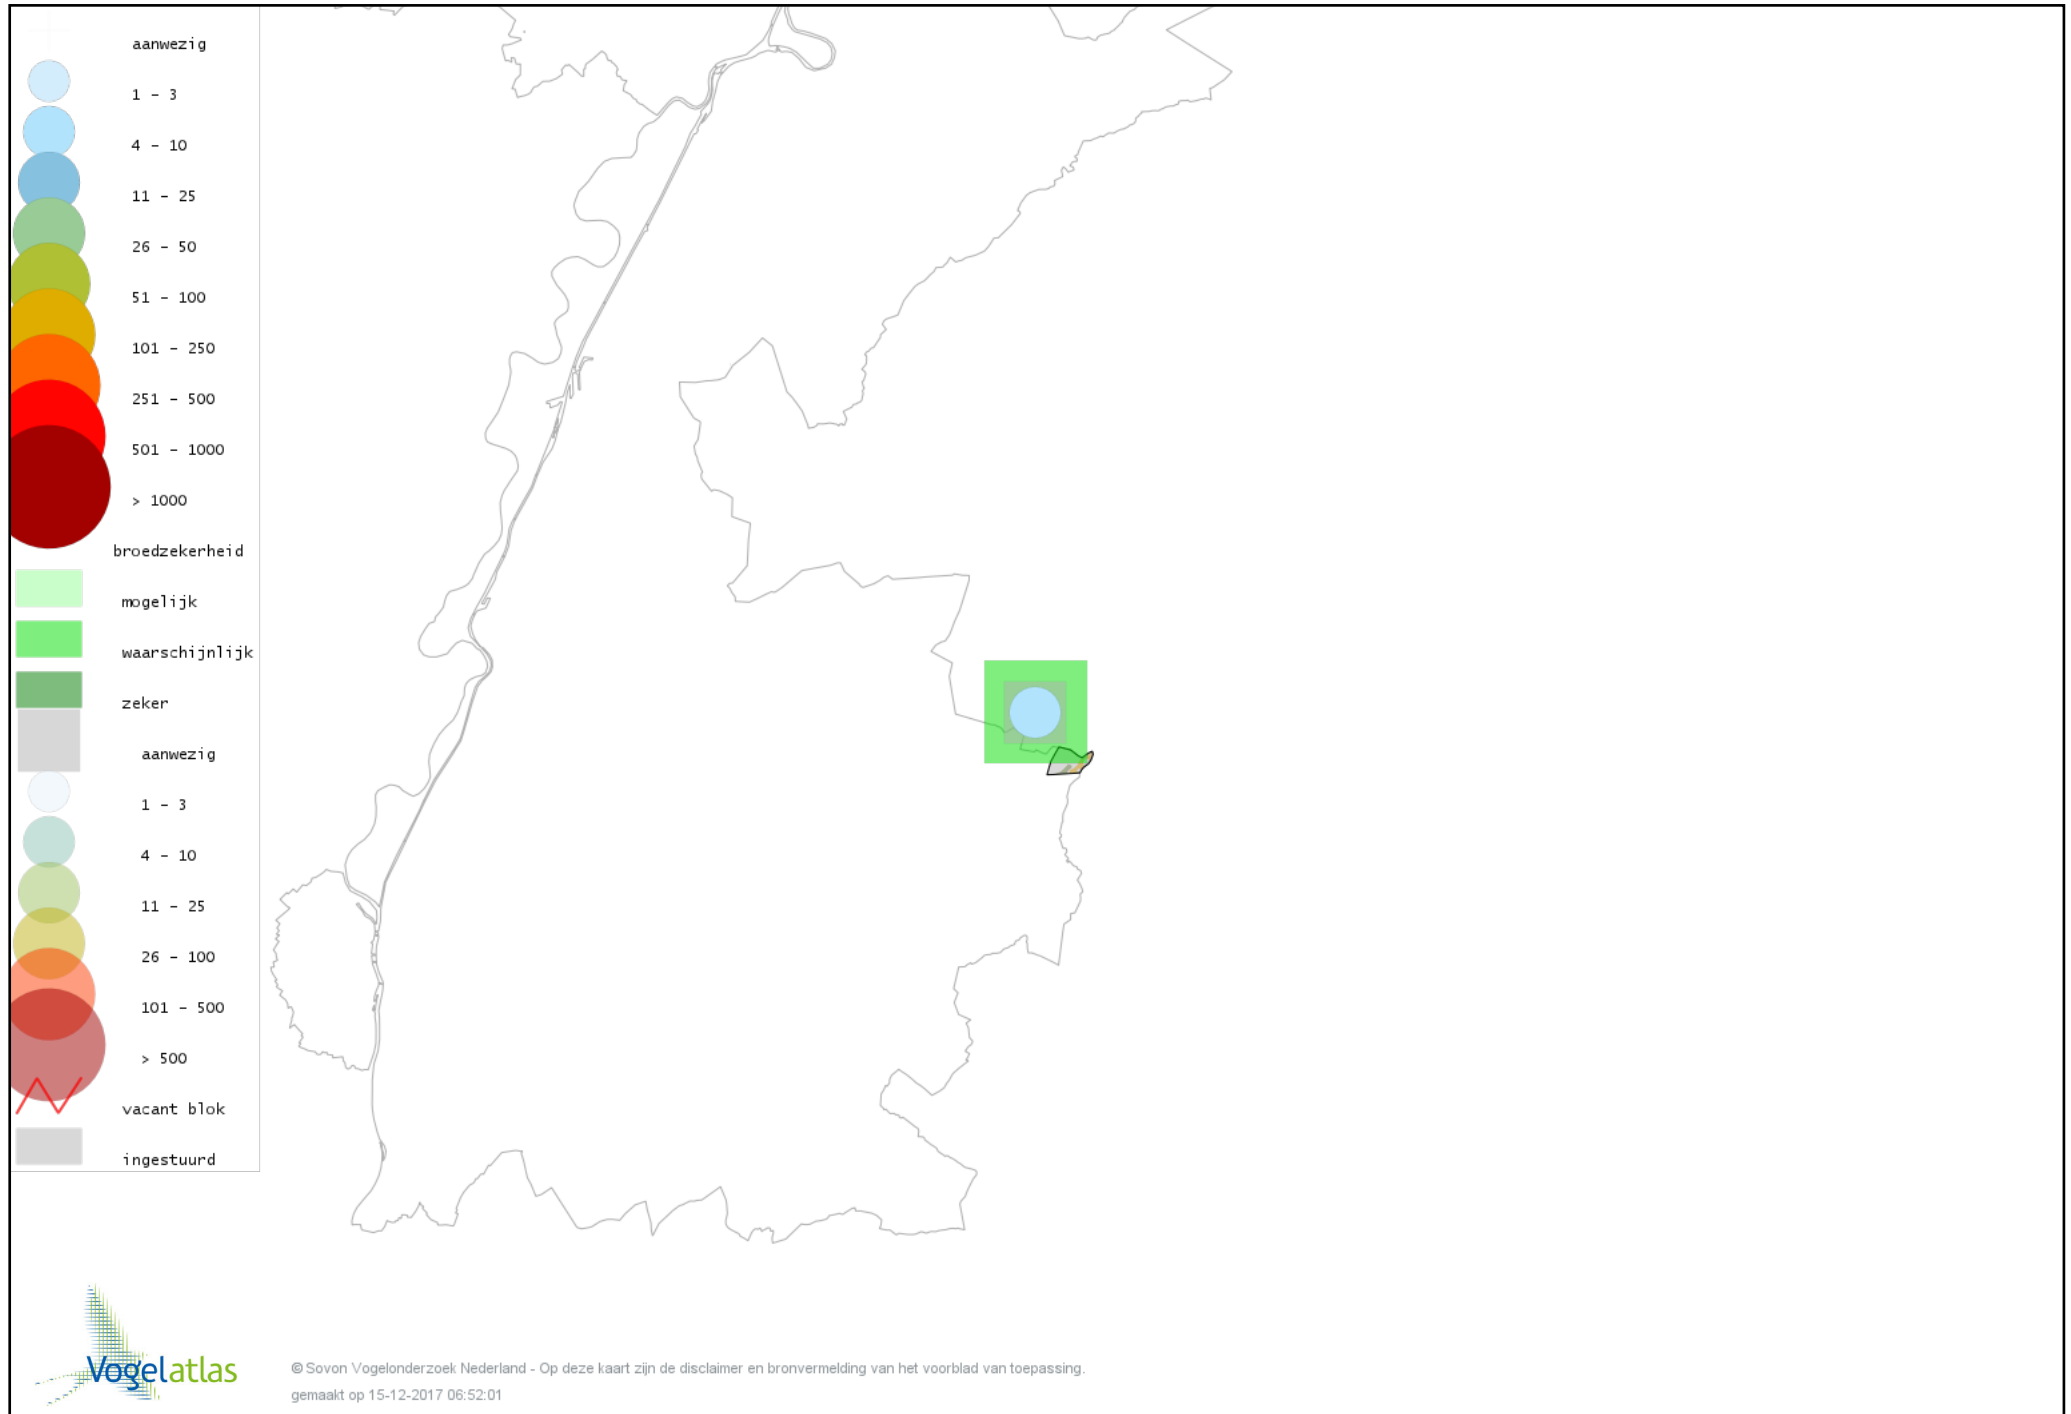 aanwezig
1 - 3
4 - 10
11 - 25
26 - 50
51 - 100
101 - 250
251 - 500
501 - 1000
> 1000
broedzekerheid
mogelijk
waarschijnlijk
zeker
aanwezig
1 - 3
4 - 10
11 - 25
26 - 100
101 - 500
> 500
vacant blok
ingestuurd
Vogelatlas
© Sovon Vogelonderzoek Nederland - Op deze kaart zijn de disclaimer en bronvermelding van het voorblad van toepassing.
gemaakt op 15-12-2017 06:52:01